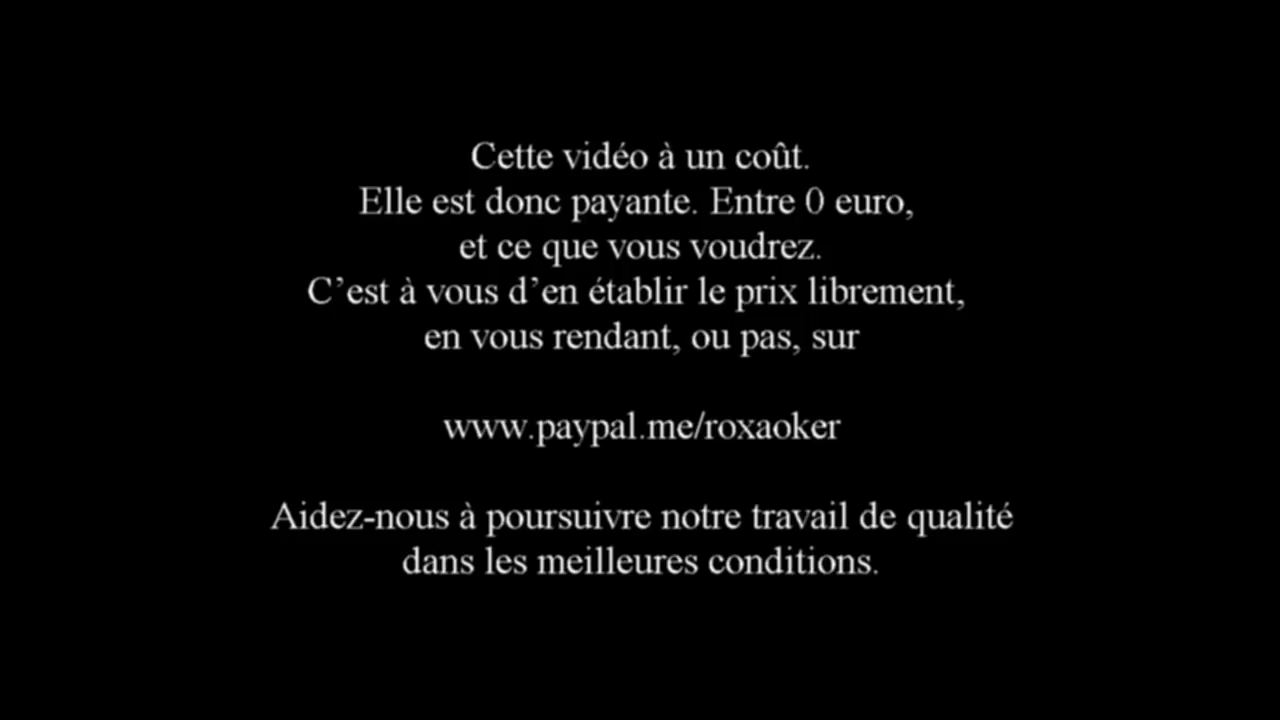 Cette vidéo à un coût.
Elle est donc payante. Entre 0 euro,
et ce que vous voudrez.
C’est à vous d’en établir le prix librement,
en vous rendant, ou pas, sur
www.paypal.me/roxaoker
Aidez-nous à poursuivre notre travail de qualité
dans les meilleures conditions.